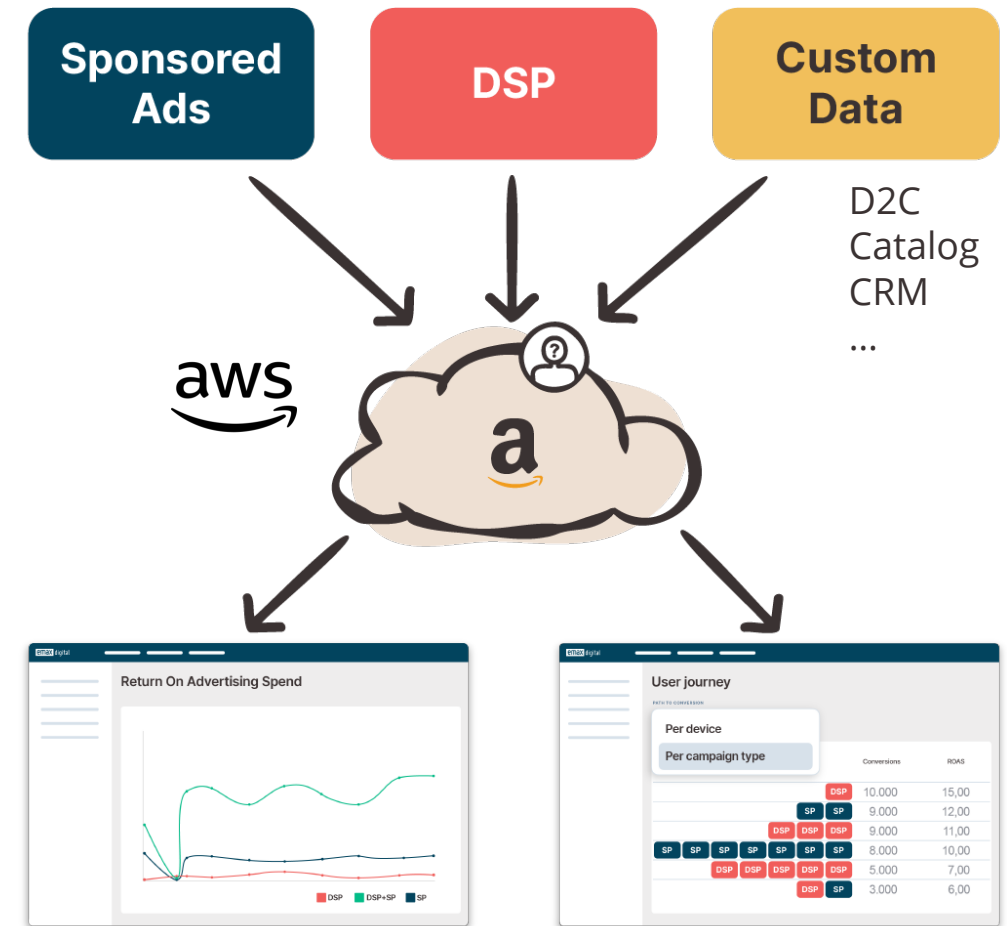 Sponsored
Ads
DSP
Custom
Data
D2C
Catalog
CRM
...
aws
?
a
emax digital
Return On Advertising Spend
DSP DSP+SP SP
emax digital
User journey
PATH TO CONVERSION
Per device
Per campaign type
Conversions ROAS
DSP 10.000 15,00
SP SP 9.000 12,00
DSP DSP DSP 9.000 11,00
SP SP SP SP SP SP SP 8.000 10,00
DSP DSP DSP DSP DSP 5.000 7,00
DSP SP 3.000 6,00